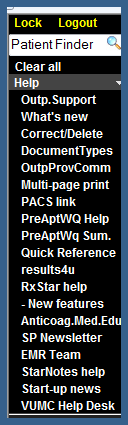 Lock Logout
Patient Finder
Clear all
Help
Outp.Support
What's new
Correct/Delete
DocumentTypes
OutpProvComm
Multi-page print
PACS link
PreAptWQ Help
PreAptWq Sum.
Quick Reference
results4u
RxStar help
- New features
Anticoag.Med.Edu
SP Newsletter
EMR Team
StarNotes help
Start-up news
VUMC Help Desk